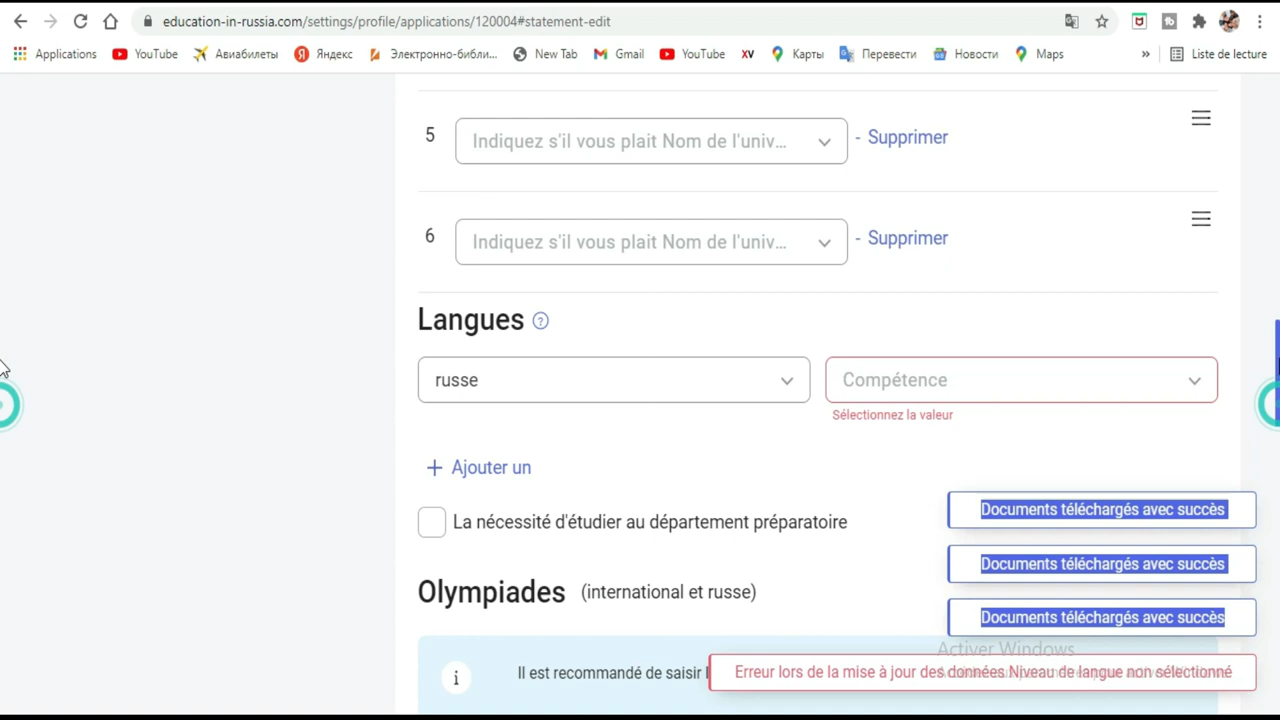 education-in-russia.com/settings/profile/applications/120004#statement-edit
Applications YouTube Авиабилеты Яндекс Электронно-библи... New Tab Gmail YouTube XV Карты Перевести Новости Maps » Liste de lecture
5 Indiquez s'il vous plait Nom de l'univ... - Supprimer
6 Indiquez s'il vous plait Nom de l'univ... - Supprimer
Langues ?
russe Compétence
Sélectionnez la valeur
+ Ajouter un
Documents téléchargés avec succès
La nécessité d'étudier au département préparatoire
Documents téléchargés avec succès
Olympiades (international et russe)
Documents téléchargés avec succès
Activer Windows
i Il est recommandé de saisir
Erreur lors de la mise à jour des données Niveau de langue non sélectionné